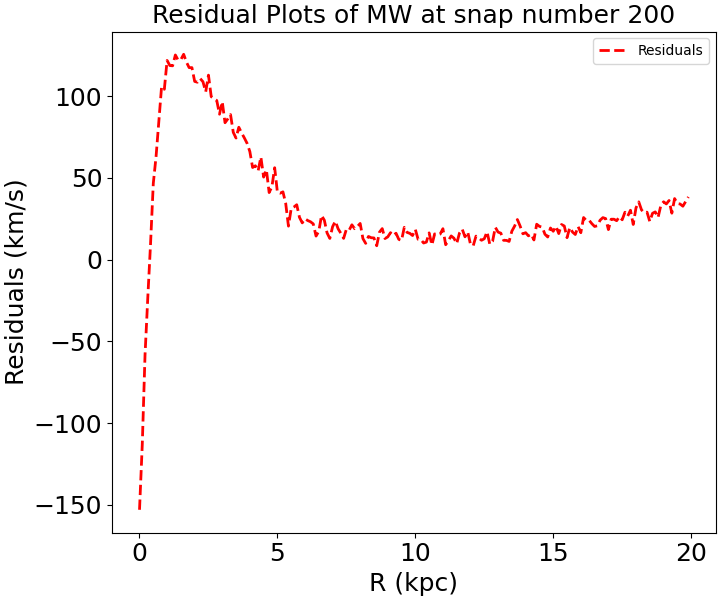 Residual Plots of MW at snap number 200
Residuals
Residuals (km/s)
100
50
0
−50
−100
−150
0
5
10
15
20
R (kpc)